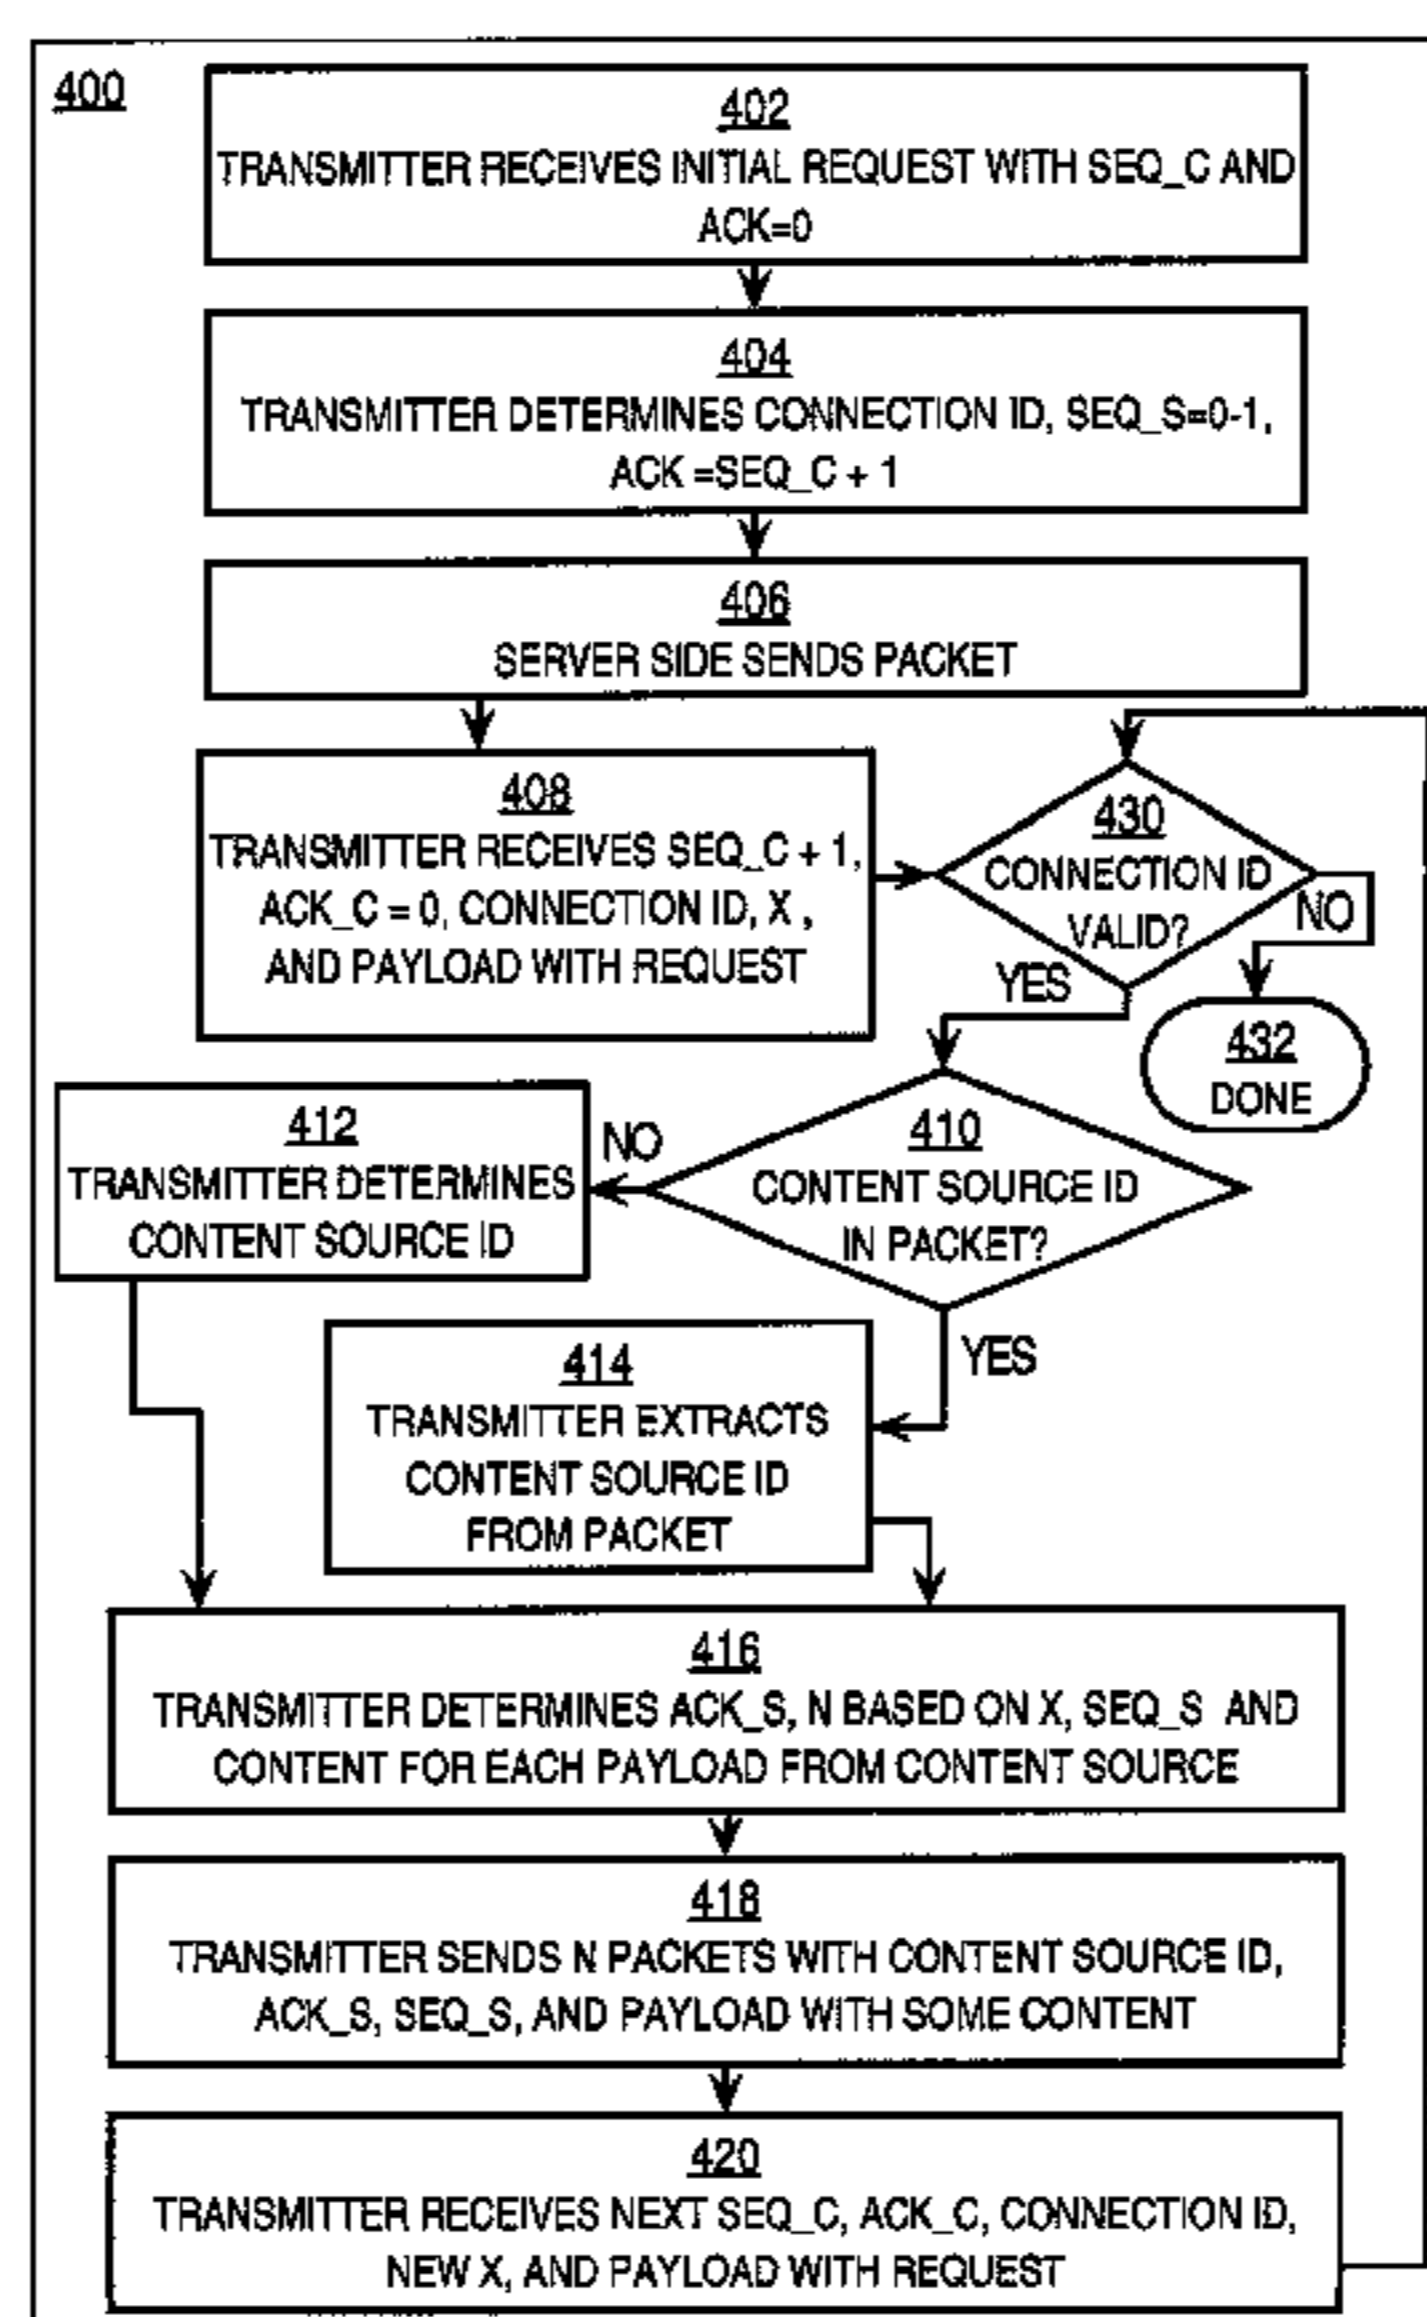 400
402
TRANSMITTER RECEIVES INITIAL REQUEST WITH SEQ_C AND
ACK=0
404
TRANSMITTER DETERMINES CONNECTION ID, SEQ_S=0-1,
ACK =SEQ_C + 1
406
SERVER SIDE SENDS PACKET
408
TRANSMITTER RECEIVES SEQ_C + 1,
ACK_C = 0, CONNECTION ID, X ,
AND PAYLOAD WITH REQUEST
430
CONNECTION ID
VALID?
NO
YES
432
DONE
410
CONTENT SOURCE ID
IN PACKET?
NO
412
TRANSMITTER DETERMINES
CONTENT SOURCE ID
YES
414
TRANSMITTER EXTRACTS
CONTENT SOURCE ID
FROM PACKET
416
TRANSMITTER DETERMINES ACK_S, N BASED ON X, SEQ_S AND
CONTENT FOR EACH PAYLOAD FROM CONTENT SOURCE
418
TRANSMITTER SENDS N PACKETS WITH CONTENT SOURCE ID,
ACK_S, SEQ_S, AND PAYLOAD WITH SOME CONTENT
420
TRANSMITTER RECEIVES NEXT SEQ_C, ACK_C, CONNECTION ID,
NEW X, AND PAYLOAD WITH REQUEST